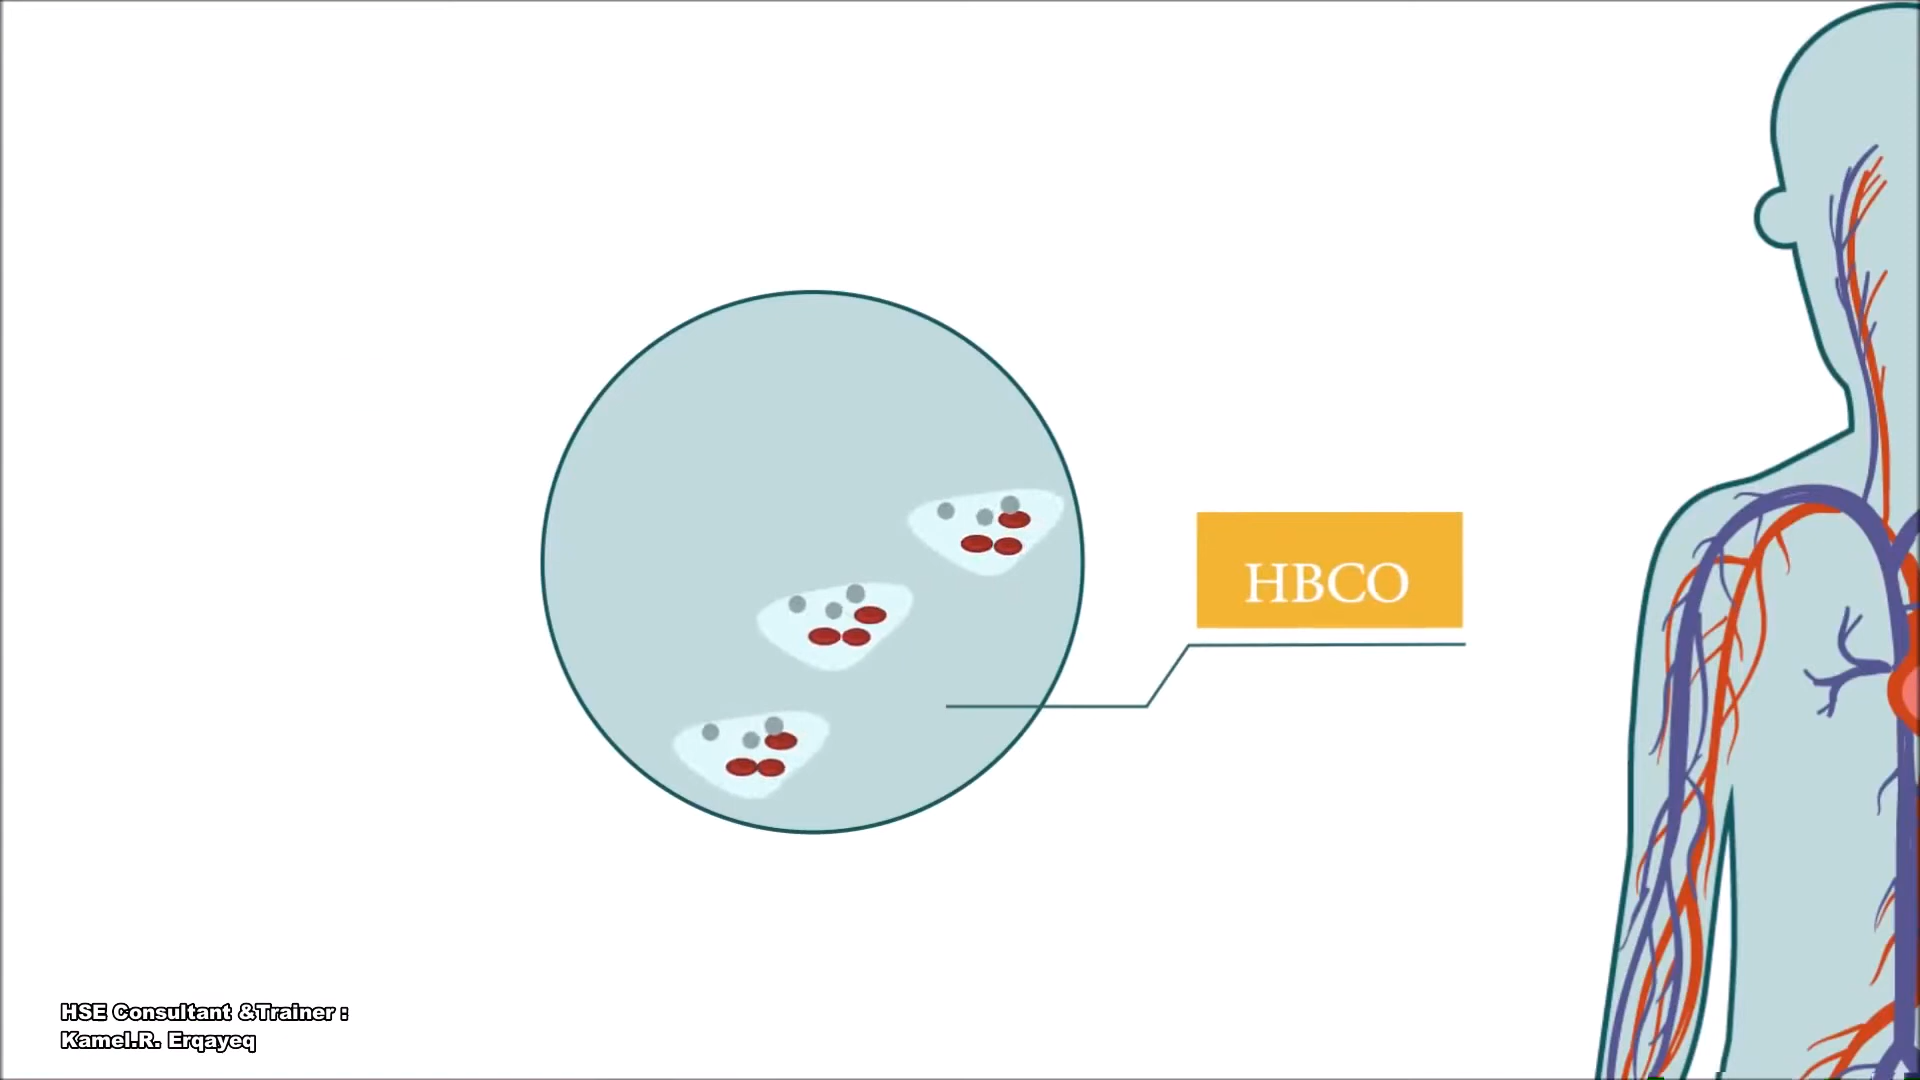 HBCO
HSE Consultant &Trainer :
Kamel.R. Erqayeq